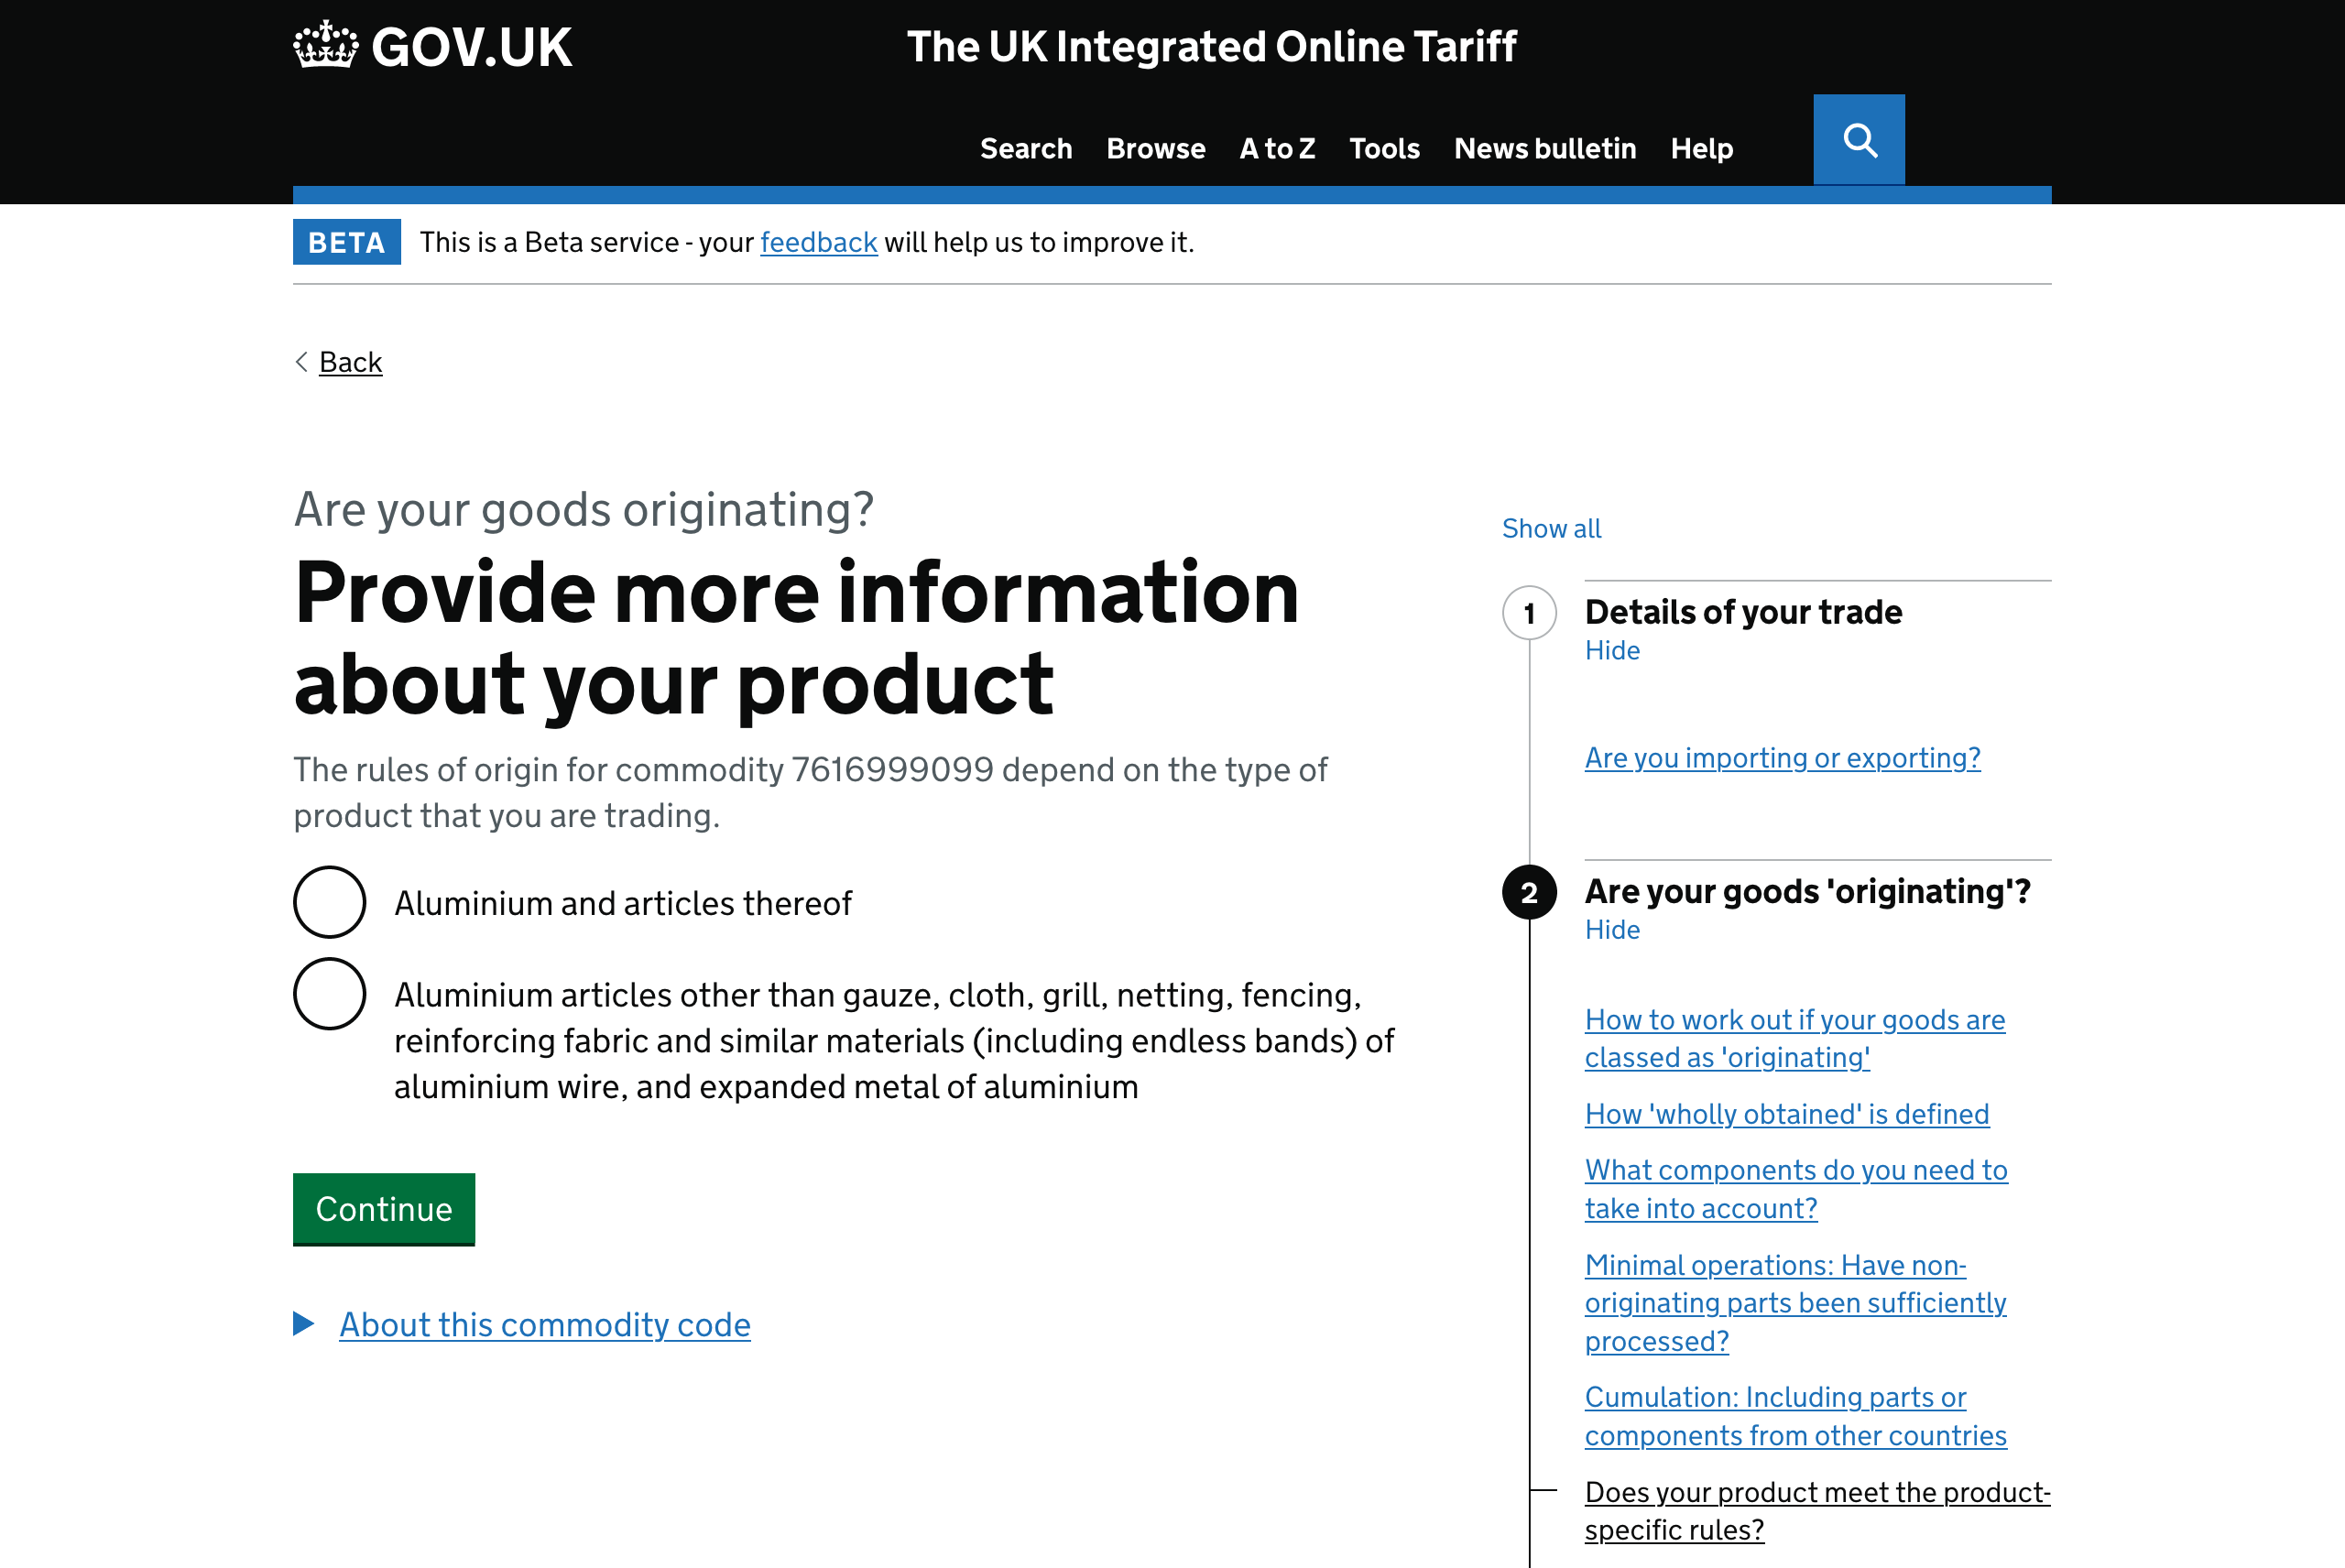 GOV.UK
The UK Integrated Online Tariff
Search Browse A to Z Tools News bulletin Help
BETA This is a Beta service - your feedback will help us to improve it.
Back
Are your goods originating?
Provide more information
about your product
The rules of origin for commodity 7616999099 depend on the type of
product that you are trading.
Aluminium and articles thereof
Aluminium articles other than gauze, cloth, grill, netting, fencing,
reinforcing fabric and similar materials (including endless bands) of
aluminium wire, and expanded metal of aluminium
Continue
About this commodity code
Show all
1 Details of your trade
Hide
Are you importing or exporting?
2 Are your goods 'originating'?
Hide
How to work out if your goods are
classed as 'originating'
How 'wholly obtained' is defined
What components do you need to
take into account?
Minimal operations: Have non-
originating parts been sufficiently
processed?
Cumulation: Including parts or
components from other countries
Does your product meet the product-
specific rules?